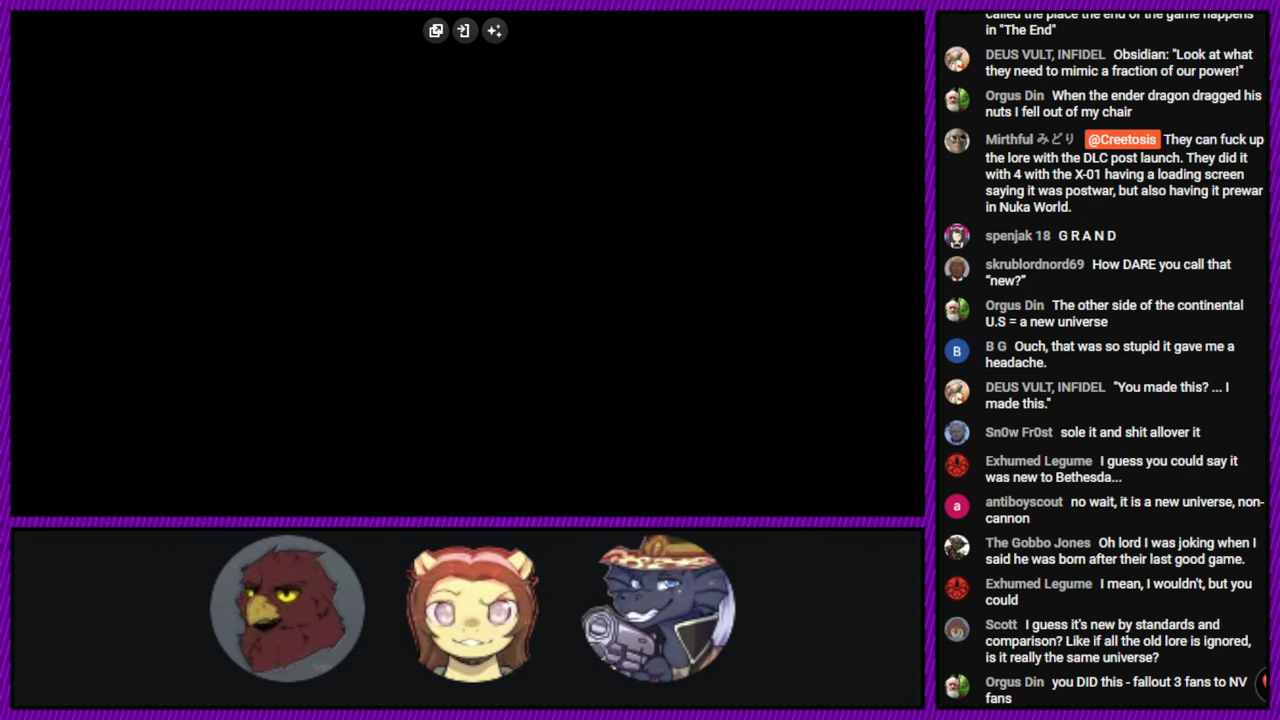 called the place the end of the game happens
in "The End"
DEUS VULT, INFIDEL Obsidian: "Look at what
they need to mimic a fraction of our power!"
Orgus Din When the ender dragon dragged his
nuts I fell out of my chair
Mirthful みどり @Creetosis They can fuck up
the lore with the DLC post launch. They did it
with 4 with the X-01 having a loading screen
saying it was postwar, but also having it prewar
in Nuka World.
spenjak 18 G R A N D
skrublordnord69 How DARE you call that
“new?”
Orgus Din The other side of the continental
U.S = a new universe
B
B G Ouch, that was so stupid it gave me a
headache.
DEUS VULT, INFIDEL "You made this? ... I
made this."
Sn0w Fr0st sole it and shit allover it
Exhumed Legume I guess you could say it
was new to Bethesda...
a
antiboyscout no wait, it is a new universe, non-
cannon
The Gobbo Jones Oh lord I was joking when I
said he was born after their last good game.
Exhumed Legume I mean, I wouldn't, but you
could
Scott I guess it's new by standards and
comparison? Like if all the old lore is ignored,
is it really the same universe?
Orgus Din you DID this - fallout 3 fans to NV
fans